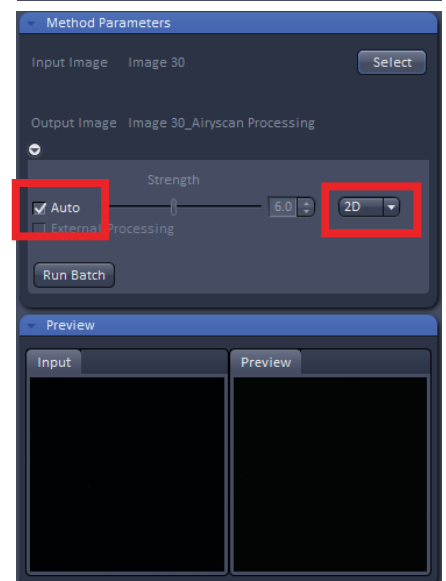 Method Parameters
Input Image Image 30 Select
Output Image Image 30_Airyscan Processing
Strength
Auto 6.0 2D
External Processing
Run Batch
Preview
Input Preview